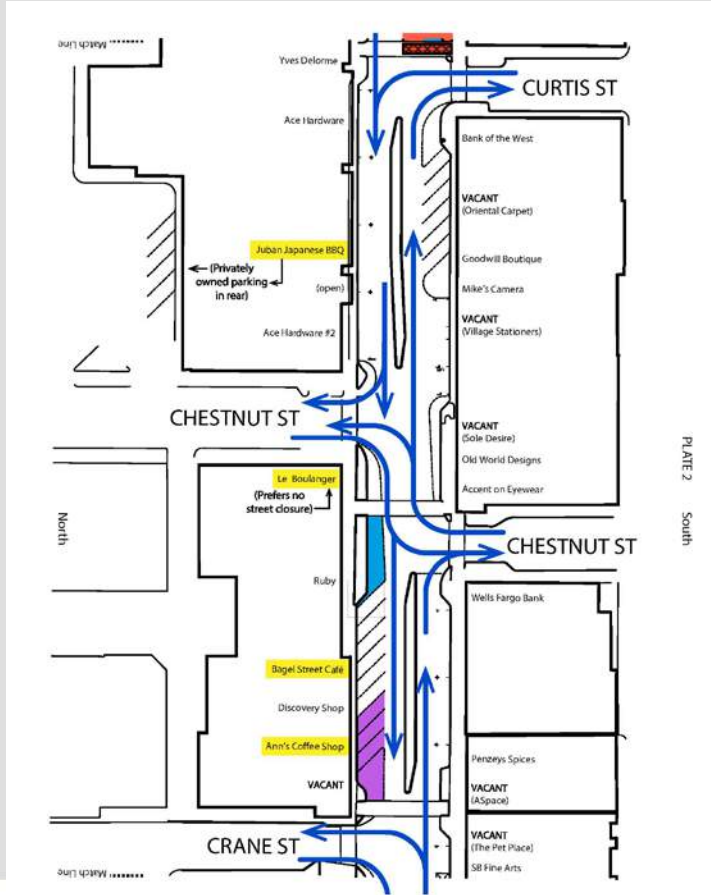 Match Line
Yves Delorme
CURTIS ST
Ace Hardware
Bank of the West
VACANT
(Oriental Carpet)
Juban Japanese BBQ
(Privately
owned parking
in rear)
Goodwill Boutique
(open)
Mike's Camera
VACANT
(Village Stationers)
Ace Hardware #2
CHESTNUT ST
VACANT
(Sole Desire)
Old World Designs
Accent on Eyewear
Le Boulanger
(Prefers no
street closure)
PLATE 2
North
South
CHESTNUT ST
Ruby
Wells Fargo Bank
Bagel Street Café
Discovery Shop
Ann's Coffee Shop
Penzeys Spices
VACANT
VACANT
(ASpace)
CRANE ST
VACANT
(The Pet Place)
SB Fine Arts
Match Line